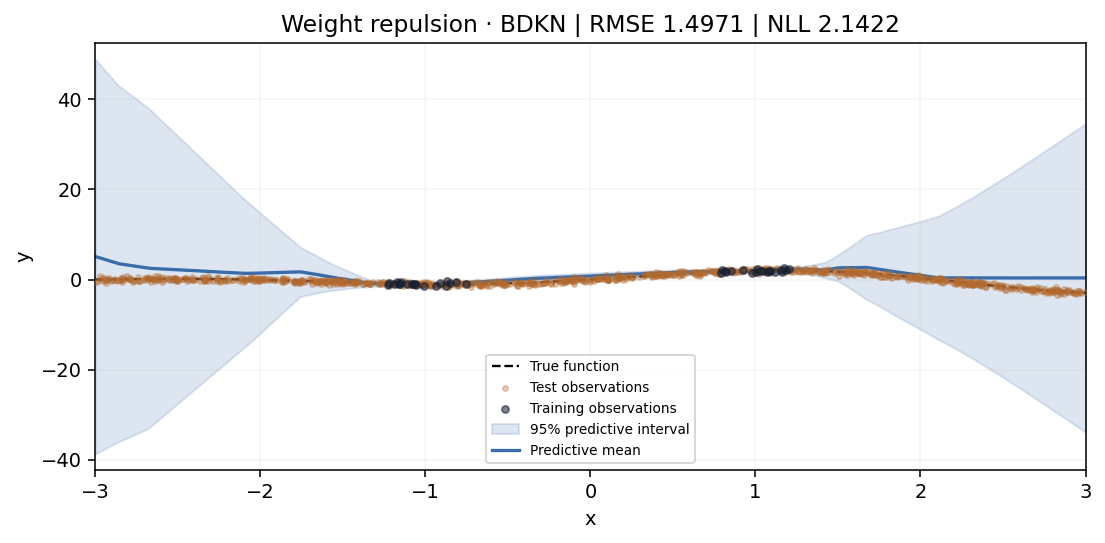 Weight repulsion · BDKN | RMSE 1.4971 | NLL 2.1422
40
20
0
−20
−40
y
True function
Test observations
Training observations
95% predictive interval
Predictive mean
−3 −2 −1 0 1 2 3
x